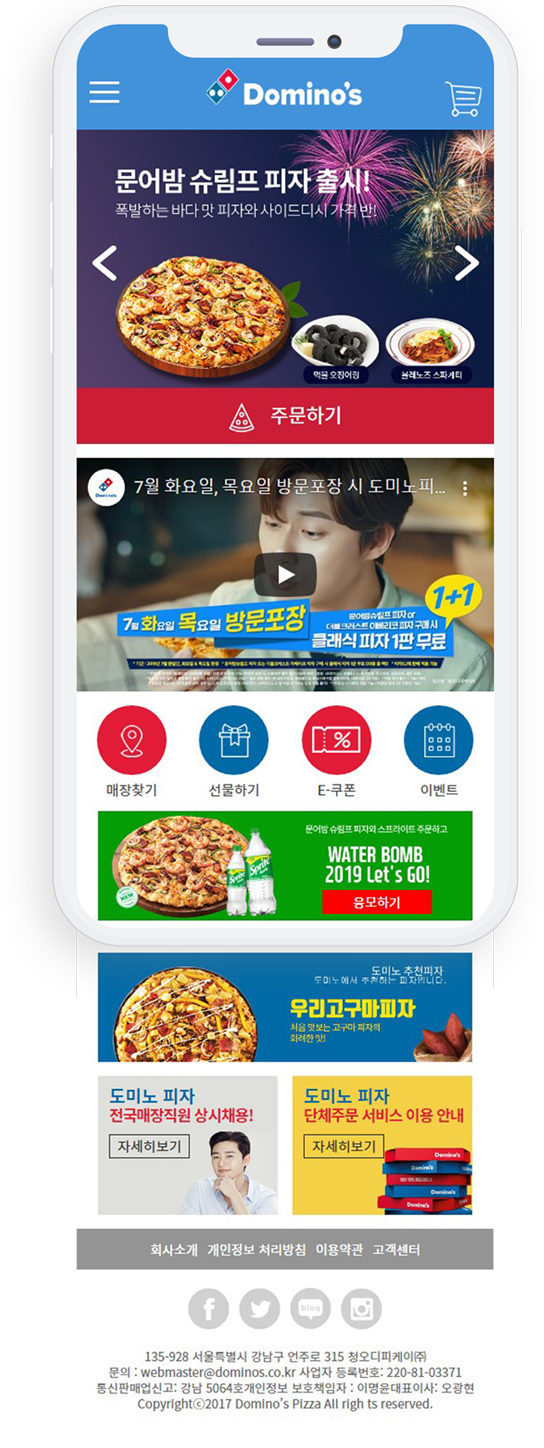 Domino's
문어밤 슈림프 피자 출시!
폭발하는 바다 맛 피자와 사이드디시 가격 반!
먹물 오징어링
볼레노즈 스파게티
주문하기
Domino's
7월 화요일, 목요일 방문포장 시 도미노피...
1+1
7월 화요일 목요일 방문포장
문어밤슈림프 피자 or
더블크러스트 이베리코 피자 구매 시
클래식 피자 1판 무료
매장찾기
선물하기
E-쿠폰
이벤트
문어밤 슈림프 피자와 스프라이트 주문하고
WATER BOMB
2019 Let's GO!
응모하기
Sprite
Sprite
NEW
도미노 추천피자
도미노에서 추천하는 피자입니다.
우리고구마피자
처음 맛보는 고구마 피자의
화려한 맛!
도미노 피자
전국매장직원 상시채용!
자세히보기
도미노 피자
단체주문 서비스 이용 안내
자세히보기
Domino's
Domino's
Domino's
Domino's
회사소개 개인정보 처리방침 이용약관 고객센터
blog
135-928 서울특별시 강남구 언주로 315 청오디피케이㈜
문의 : webmaster@dominos.co.kr 사업자 등록번호: 220-81-03371
통신판매업신고: 강남 5064호개인정보 보호책임자 : 이명윤대표이사: 오광현
Copyrightⓒ2017 Domino's Pizza All righ ts reserved.